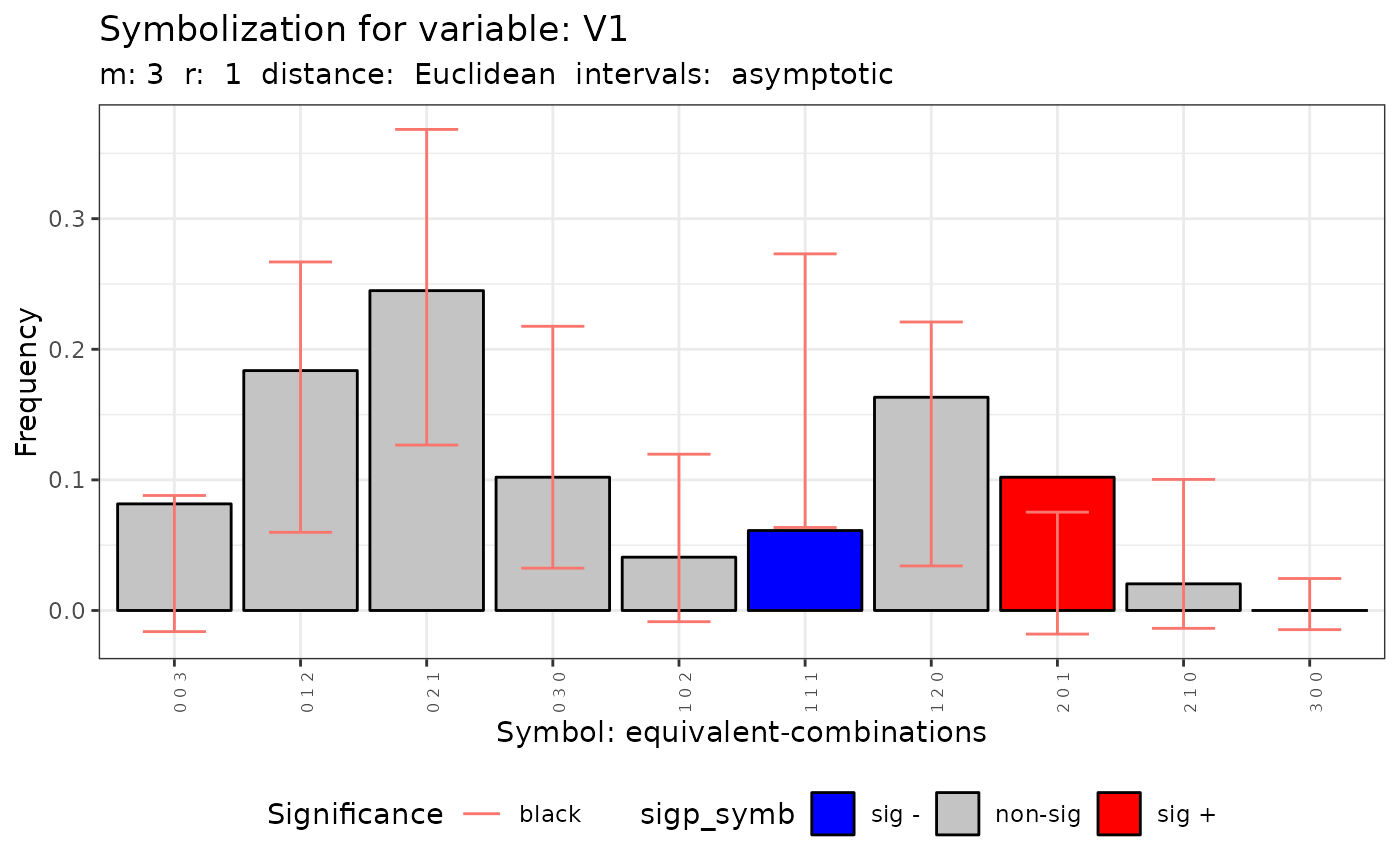 Symbolization for variable: V1
m: 3  r:  1  distance:  Euclidean  intervals:  asymptotic
Frequency
0.3
0.2
0.1
0.0
0 0 3
0 1 2
0 2 1
0 3 0
1 0 2
1 1 1
1 2 0
2 0 1
2 1 0
3 0 0
Symbol: equivalent-combinations
Significance black sigp_symb sig - non-sig sig +